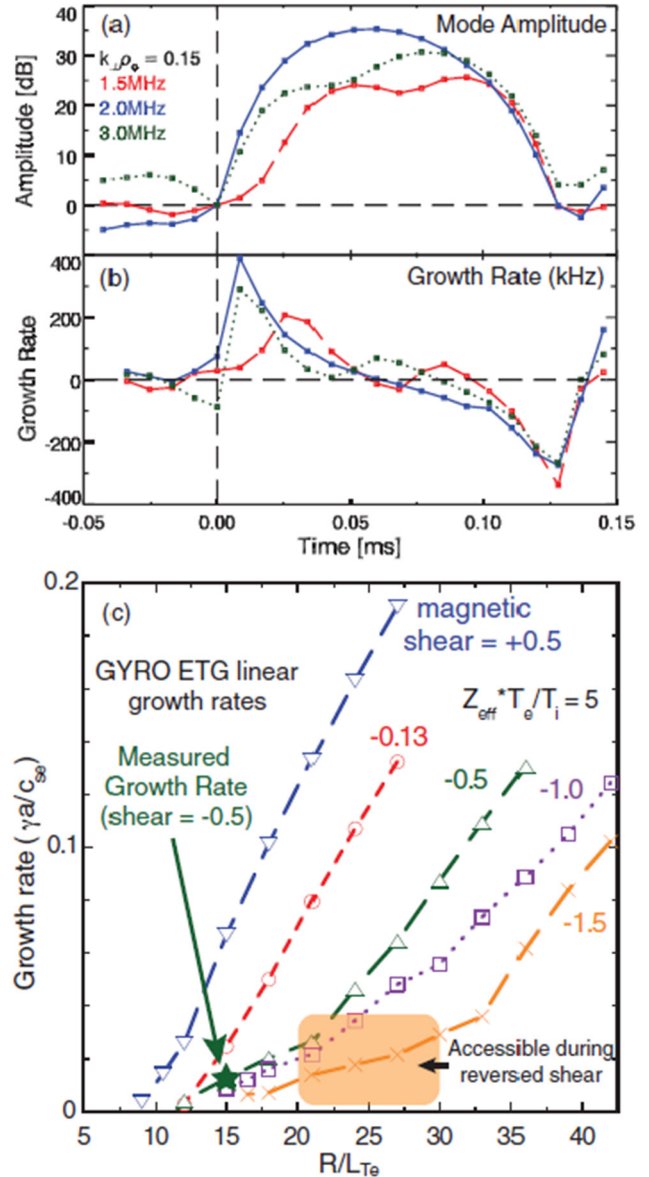 (a) Mode Amplitude
k⊥ρe = 0.15
1.5MHz
2.0MHz
3.0MHz
Amplitude [dB]
40
30
20
10
0
(b) Growth Rate (kHz)
Growth Rate
400
200
0
-200
-400
-0.05 0.00 0.05 0.10 0.15
Time [ms]
(c)
magnetic
shear = +0.5
GYRO ETG linear
growth rates
Zeff*Te/Ti = 5
Measured
Growth Rate
(shear = -0.5)
-0.13
-0.5
-1.0
-1.5
Accessible during
reversed shear
Growth rate (γa/cse)
0.2
0.1
0
5 10 15 20 25 30 35 40
R/LTe